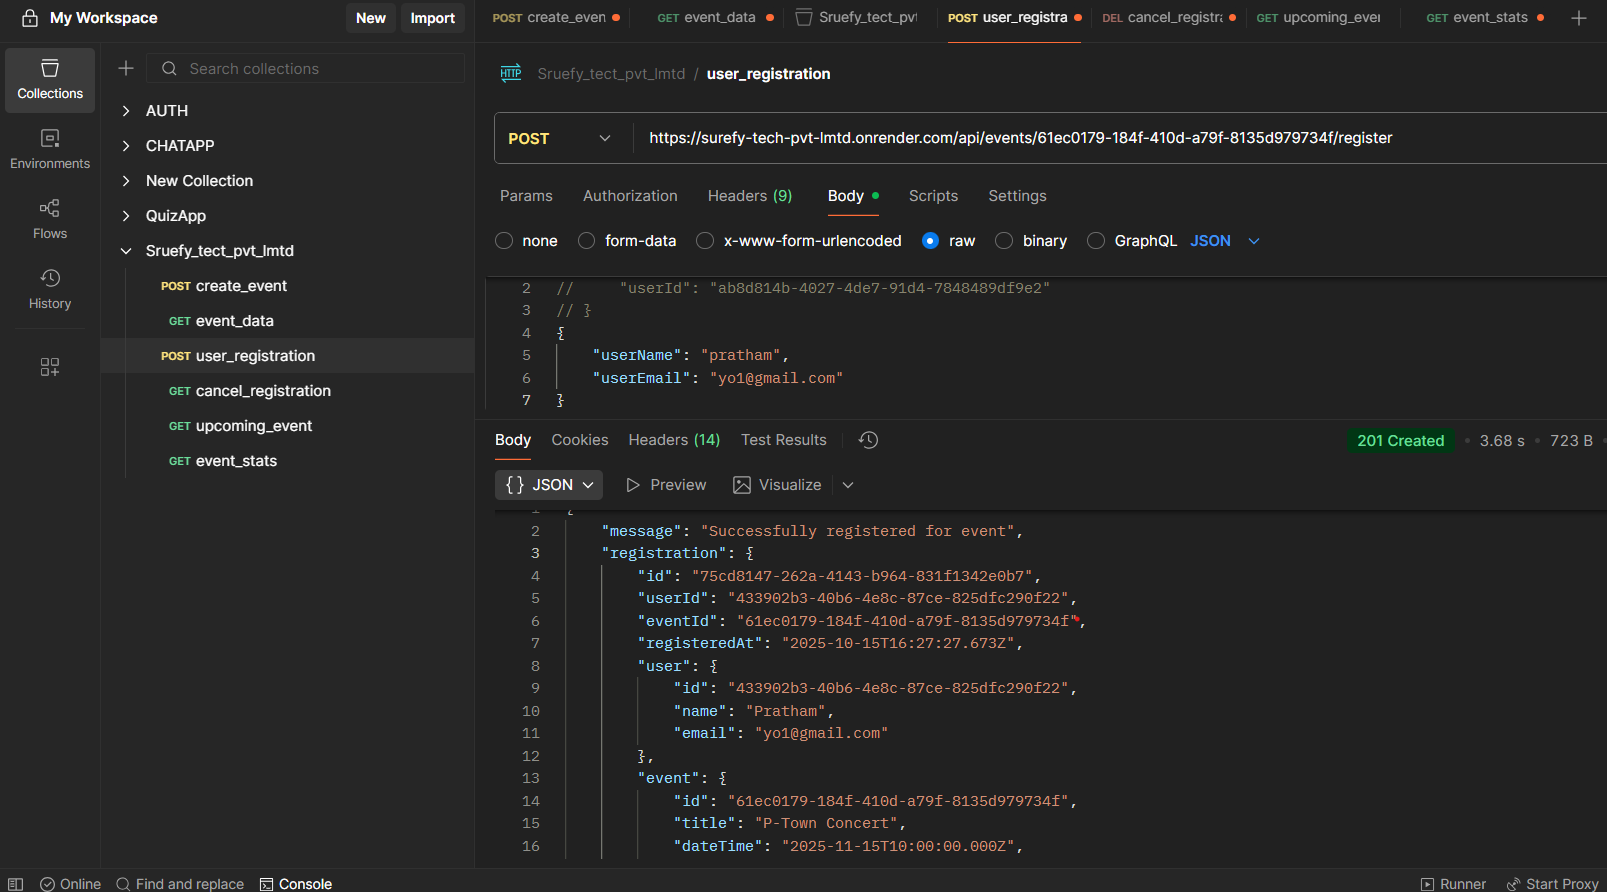 My Workspace
New
Import
POST create_even
GET event_data
Sruefy_tect_pvt
POST user_registra
DEL cancel_registra
GET upcoming_even
GET event_stats
Collections
Environments
Flows
History
Search collections
AUTH
CHATAPP
New Collection
QuizApp
Sruefy_tect_pvt_lmtd
POST create_event
GET event_data
POST user_registration
GET cancel_registration
GET upcoming_event
GET event_stats
HTTP Sruefy_tect_pvt_lmtd / user_registration
POST https://surefy-tech-pvt-lmtd.onrender.com/api/events/61ec0179-184f-410d-a79f-8135d979734f/register
Params Authorization Headers (9) Body Scripts Settings
none form-data x-www-form-urlencoded raw binary GraphQL JSON
2 // "userId": "ab8d814b-4027-4de7-91d4-7848489df9e2"
3 // }
4 {
5 "userName": "pratham",
6 "userEmail": "yo1@gmail.com"
7 }
Body Cookies Headers (14) Test Results 201 Created • 3.68 s • 723 B
{} JSON Preview Visualize
1 {
2 "message": "Successfully registered for event",
3 "registration": {
4 "id": "75cd8147-262a-4143-b964-831f1342e0b7",
5 "userId": "433902b3-40b6-4e8c-87ce-825dfc290f22",
6 "eventId": "61ec0179-184f-410d-a79f-8135d979734f",
7 "registeredAt": "2025-10-15T16:27:27.673Z",
8 "user": {
9 "id": "433902b3-40b6-4e8c-87ce-825dfc290f22",
10 "name": "Pratham",
11 "email": "yo1@gmail.com"
12 },
13 "event": {
14 "id": "61ec0179-184f-410d-a79f-8135d979734f",
15 "title": "P-Town Concert",
16 "dateTime": "2025-11-15T10:00:00.000Z",
Online Find and replace Console Runner Start Proxy